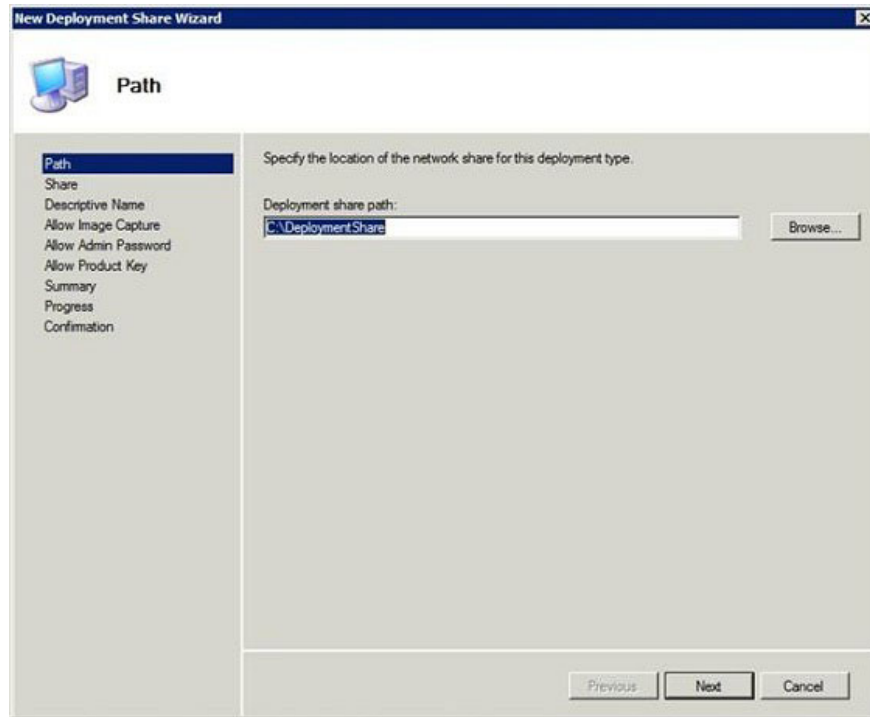 New Deployment Share Wizard
Path
Path
Share
Descriptive Name
Allow Image Capture
Allow Admin Password
Allow Product Key
Summary
Progress
Confirmation
Specify the location of the network share for this deployment type.
Deployment share path:
C:\DeploymentShare
Browse...
Previous
Next
Cancel